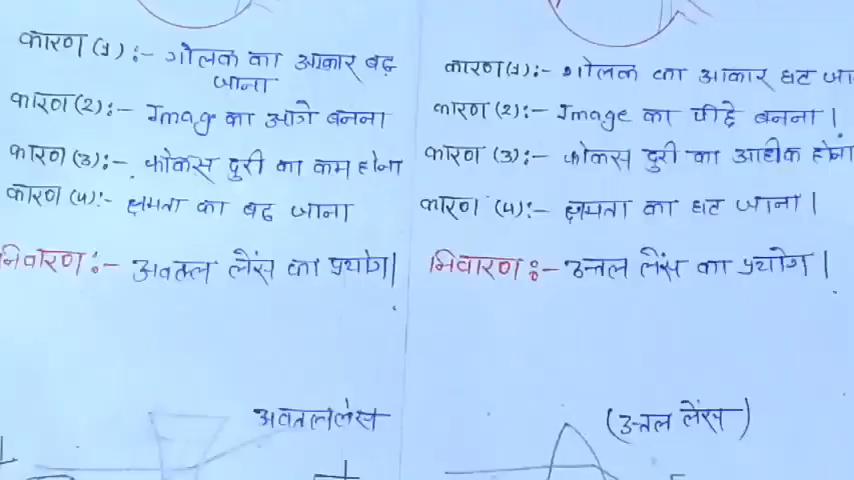 कारण(1):- गोलक का आकार बढ़
जाना
कारण(2):- Image का आगे बनना
कारण(3):- फोकस दुरी का कम होना
कारण(4):- क्षमता का बढ़ जाना
निवारण:- अवतल लेंस का प्रयोग।
अवतललेंस
कारण(1):- गोलक का आकार घट जा
कारण(2):- Image का पीछे बनना।
कारण(3):- फोकस दुरी का अधीक होना
कारण(4):- क्षमता का घट जाना।
निवारण:- उन्तल लेंस का प्रयोग।
(उन्तल लेंस)